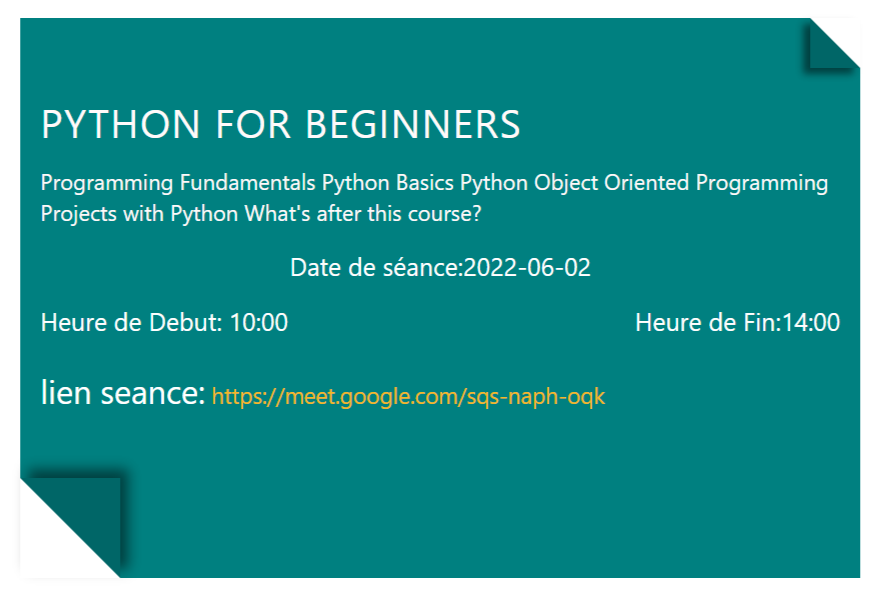 PYTHON FOR BEGINNERS
Programming Fundamentals Python Basics Python Object Oriented Programming
Projects with Python What's after this course?
Date de séance:2022-06-02
Heure de Debut: 10:00 Heure de Fin:14:00
lien seance: https://meet.google.com/sqs-naph-oqk